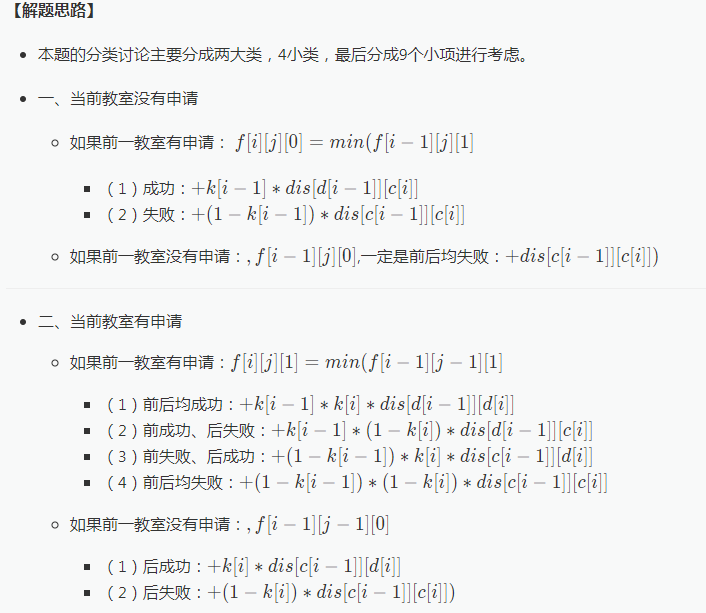 【解题思路】
本题的分类讨论主要分成两大类，4小类，最后分成9个小项进行考虑。
一、当前教室没有申请
如果前一教室有申请： f[i][j][0] = min(f[i − 1][j][1]
（1）成功：+k[i − 1] ∗ dis[d[i − 1]][c[i]]
（2）失败：+(1 − k[i − 1]) ∗ dis[c[i − 1]][c[i]]
如果前一教室没有申请：, f[i − 1][j][0],一定是前后均失败：+dis[c[i − 1]][c[i]])
二、当前教室有申请
如果前一教室有申请：f[i][j][1] = min(f[i − 1][j − 1][1]
（1）前后均成功：+k[i − 1] ∗ k[i] ∗ dis[d[i − 1]][d[i]]
（2）前成功、后失败：+k[i − 1] ∗ (1 − k[i]) ∗ dis[d[i − 1]][c[i]]
（3）前失败、后成功：+(1 − k[i − 1]) ∗ k[i] ∗ dis[c[i − 1]][d[i]]
（4）前后均失败：+(1 − k[i − 1]) ∗ (1 − k[i]) ∗ dis[c[i − 1]][c[i]]
如果前一教室没有申请：, f[i − 1][j − 1][0]
（1）后成功：+k[i] ∗ dis[c[i − 1]][d[i]]
（2）后失败：+(1 − k[i]) ∗ dis[c[i − 1]][c[i]])